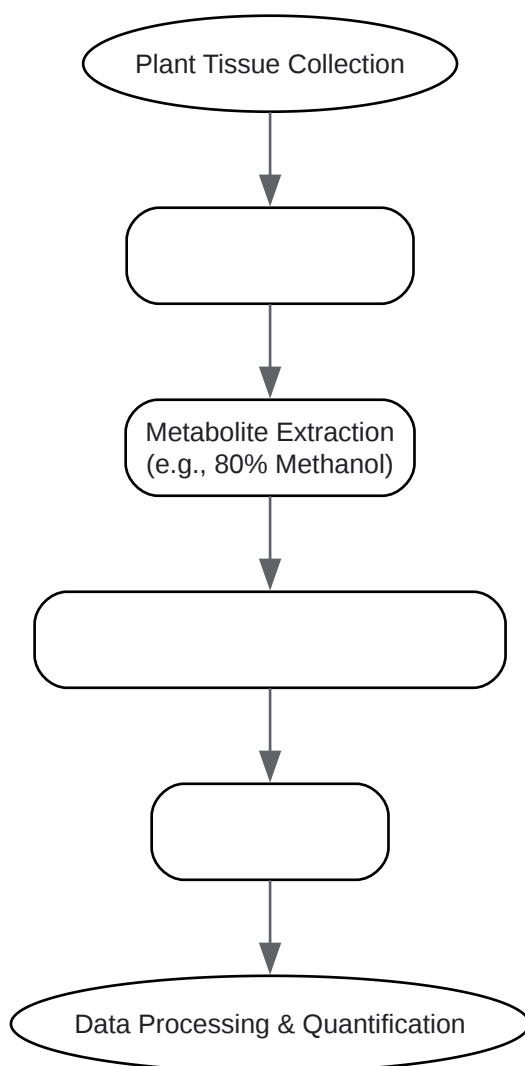 Plant Tissue Collection
Metabolite Extraction
(e.g., 80% Methanol)
Data Processing & Quantification